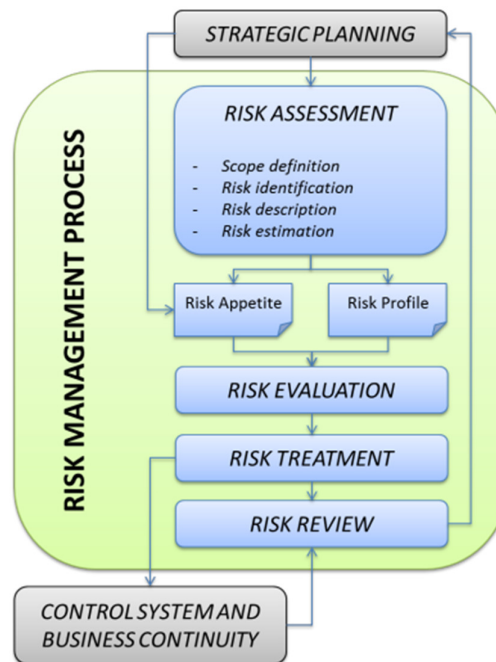 STRATEGIC PLANNING
RISK MANAGEMENT PROCESS
RISK ASSESSMENT
- Scope definition
- Risk identification
- Risk description
- Risk estimation
Risk Appetite
Risk Profile
RISK EVALUATION
RISK TREATMENT
RISK REVIEW
CONTROL SYSTEM AND
BUSINESS CONTINUITY